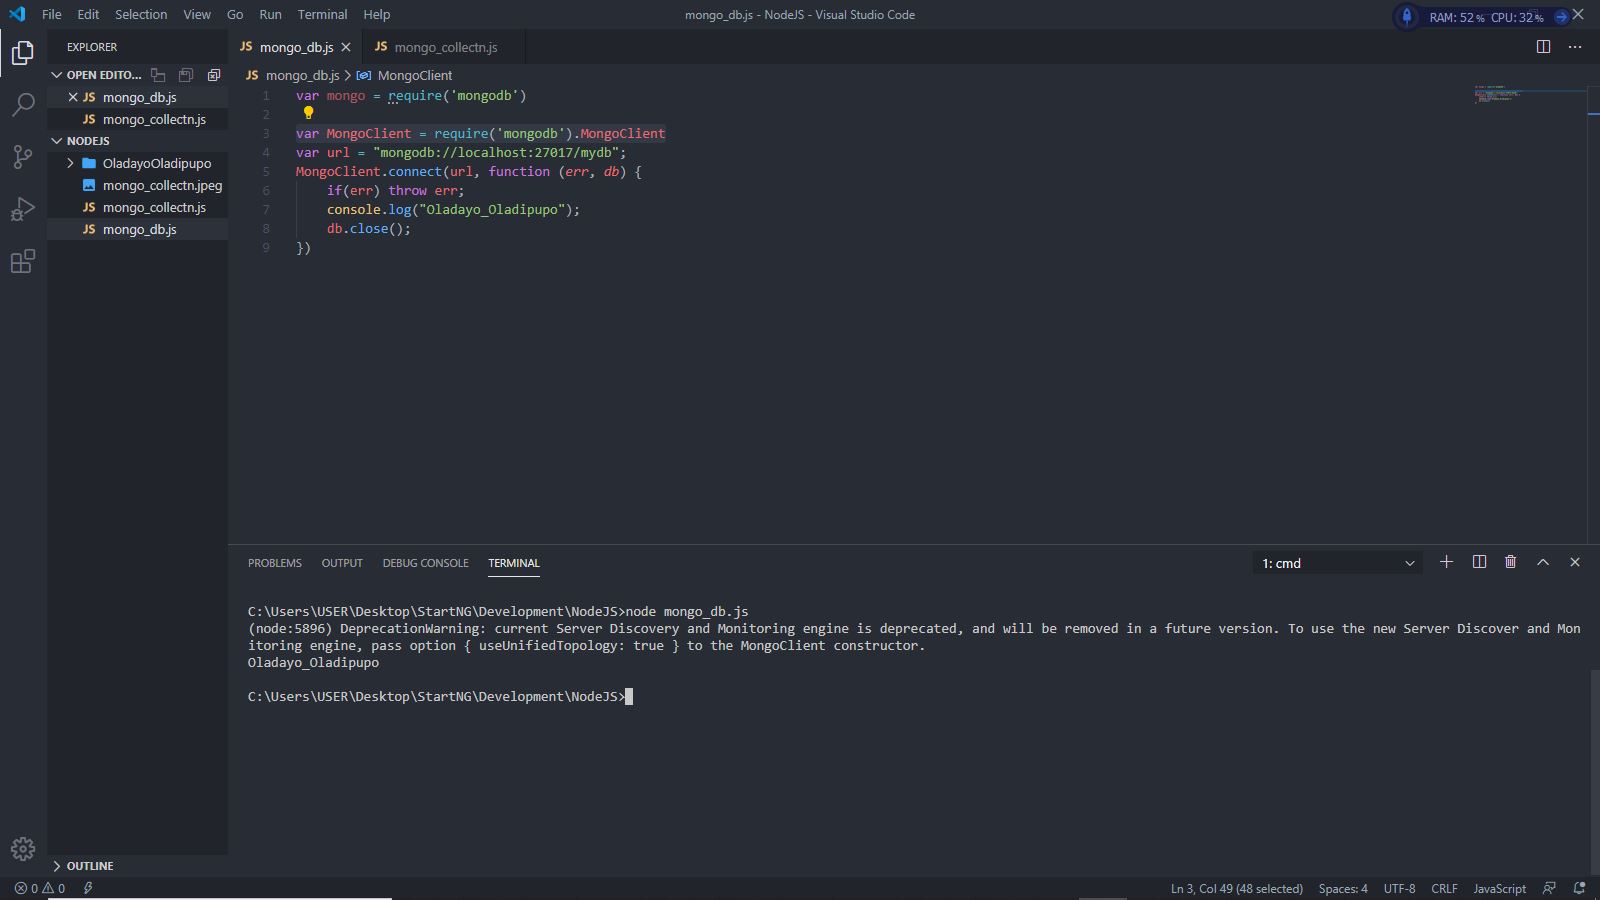 File Edit Selection View Go Run Terminal Help
mongo_db.js - NodeJS - Visual Studio Code
RAM: 52% CPU: 32%
EXPLORER
OPEN EDITO...
JS mongo_db.js
JS mongo_collectn.js
NODEJS
OladayoOladipupo
mongo_collectn.jpeg
JS mongo_collectn.js
JS mongo_db.js
OUTLINE
JS mongo_db.js
JS mongo_collectn.js
JS mongo_db.js > MongoClient
1 var mongo = require('mongodb')
2
3 var MongoClient = require('mongodb').MongoClient
4 var url = "mongodb://localhost:27017/mydb";
5 MongoClient.connect(url, function (err, db) {
6 if(err) throw err;
7 console.log("Oladayo_Oladipupo");
8 db.close();
9 })
PROBLEMS OUTPUT DEBUG CONSOLE TERMINAL
1: cmd
C:\Users\USER\Desktop\StartNG\Development\NodeJS>node mongo_db.js
(node:5896) DeprecationWarning: current Server Discovery and Monitoring engine is deprecated, and will be removed in a future version. To use the new Server Discover and Mon
itoring engine, pass option { useUnifiedTopology: true } to the MongoClient constructor.
Oladayo_Oladipupo
C:\Users\USER\Desktop\StartNG\Development\NodeJS>
0 0
Ln 3, Col 49 (48 selected) Spaces: 4 UTF-8 CRLF JavaScript